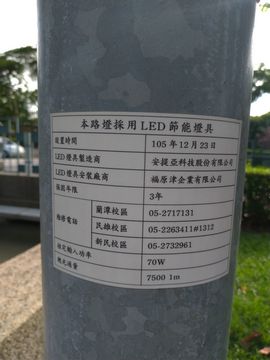 本路燈採用LED節能燈具
設置時間 105年12月23日
LED燈具製造商 安提亞科技股份有限公司
LED燈具安裝廠商 福原津企業有限公司
保固年限 3年
維修電話 蘭潭校區 05-2717131
民雄校區 05-2263411#1312
新民校區 05-2732961
額定輸入功率 70W
總光通量 7500 lm